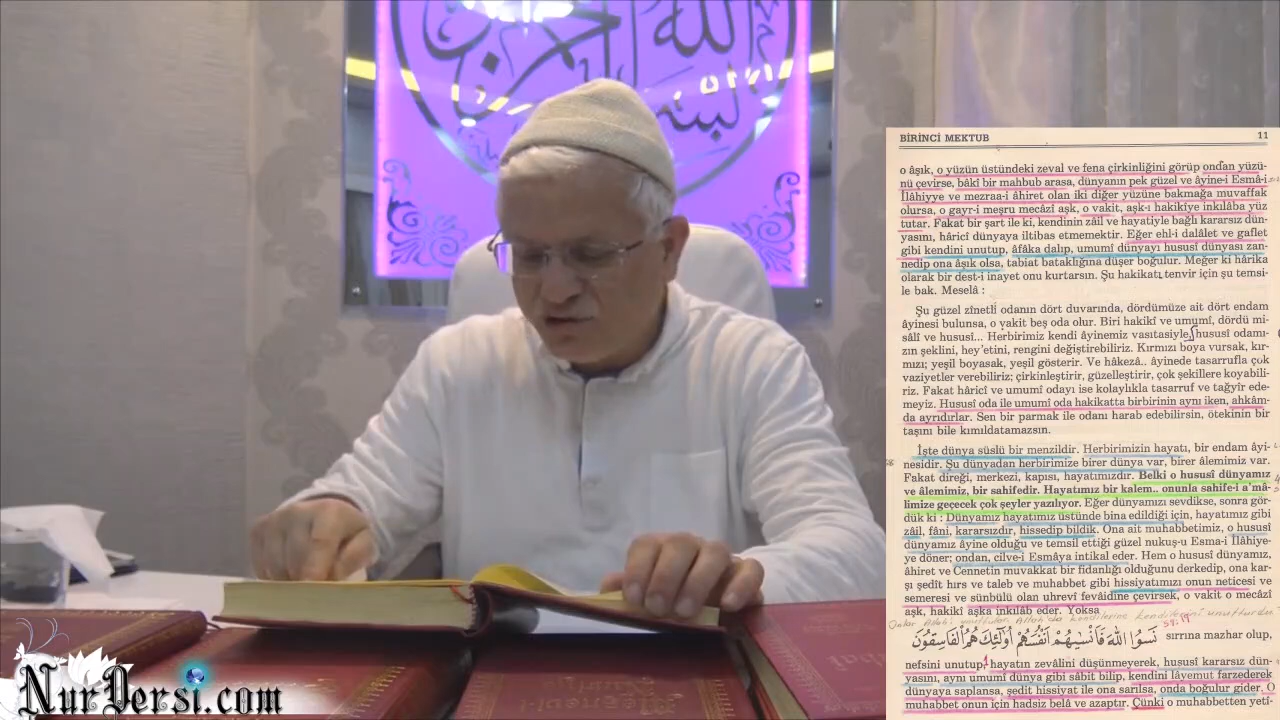 BİRİNCİ MEKTUB 11
o âşık, o yüzün üstündeki zeval ve fena çirkinliğini görüp ondan yüzü-
nü çevirse, bâki bir mahbub arasa, dünyanın pek güzel ve âyine-i Esmâ-i
İlâhiyye ve mezraa-i âhiret olan iki diğer yüzüne bakmağa muvaffak
olursa, o gayr-i meşru mecâzî aşk, o vakit, aşk-ı hakikîye inkılâba yüz
tutar. Fakat bir şart ile ki, kendinin zâil ve hayatiyle bağlı kararsız dün-
yasını, hâricî dünyaya iltibas etmemektir. Eğer ehl-i dalâlet ve gaflet
gibi kendini unutup, âfâka dalıp, umumî dünyayı hususî dünyası zan-
nedip ona âşık olsa, tabiat bataklığına düşer boğulur. Meğer ki hârika
olarak bir dest-i inayet onu kurtarsın. Şu hakikatı tenvir için şu temsi-
le bak. Meselâ :
Şu güzel zînetli odanın dört duvarında, dördümüze ait dört endam
âyinesi bulunsa, o vakit beş oda olur. Biri hakikî ve umumî, dördü mi-
sâlî ve hususî... Herbirimiz kendi âyinemiz vasıtasiyle, hususî odamı-
zın şeklini, hey'etini, rengini değiştirebiliriz. Kırmızı boya vursak, kır-
mızı; yeşil boyasak, yeşil gösterir. Ve hâkezâ.. âyinede tasarrufla çok
vaziyetler verebiliriz; çirkinleştirir, güzelleştirir, çok şekillere koyabili-
riz. Fakat hâricî ve umumî odayı ise kolaylıkla tasarruf ve tağyîr ede-
meyiz. Hususî oda ile umumî oda hakikatta birbirinin aynı iken, ahkâm-
da ayrıdırlar. Sen bir parmak ile odanı harab edebilirsin, ötekinin bir
taşını bile kımıldatamazsın.
İşte dünya süslü bir menzildir. Herbirimizin hayatı, bir endam âyi-
nesidir. Şu dünyadan herbirimize birer dünya var, birer âlemimiz var.
Fakat direği, merkezi, kapısı, hayatımızdır. Belki o hususî dünyamız
ve âlemimiz, bir sahifedir. Hayatımız bir kalem.. onunla sahife-i a'mâ-
limize geçecek çok şeyler yazılıyor. Eğer dünyamızı sevdikse, sonra gör-
dük ki : Dünyamız hayatımız üstünde bina edildiği için, hayatımız gibi
zâil, fâni, kararsızdır, hissedip bildik. Ona ait muhabbetimiz, o hususî
dünyamız âyine olduğu ve temsil ettiği güzel nukuş-u Esma-i İlâhiye-
ye döner; ondan, cilve-i Esmâya intikal eder. Hem o hususî dünyamız,
âhiret ve Cennetin muvakkat bir fidanlığı olduğunu derkedip, ona kar-
şı şedît hırs ve taleb ve muhabbet gibi hissiyatımızı onun neticesi ve
semeresi ve sünbülü olan uhrevî fevâidine çevirsek, o vakit o mecâzî
aşk, hakikî aşka inkılâb eder. Yoksa
Onlar Allahı unuttular Allah da kendilerine kendilerini unutturdu. 59:19
نَسُوا اللّٰهَ فَاَنْسٰيهُمْ اَنْفُسَهُمْ اُولٰئِكَ هُمُ الْفَاسِقُونَ sırrına mazhar olup,
nefsini unutup, hayatın zevâlini düşünmeyerek, hususî kararsız dün-
yasını, aynı umumî dünya gibi sâbit bilip, kendini lâyemut farzederek
dünyaya saplansa, şedit hissiyat ile ona sarılsa, onda boğulur gider. O
muhabbet onun için hadsiz belâ ve azaptır. Çünki o muhabbetten yeti-
NurDersi.com